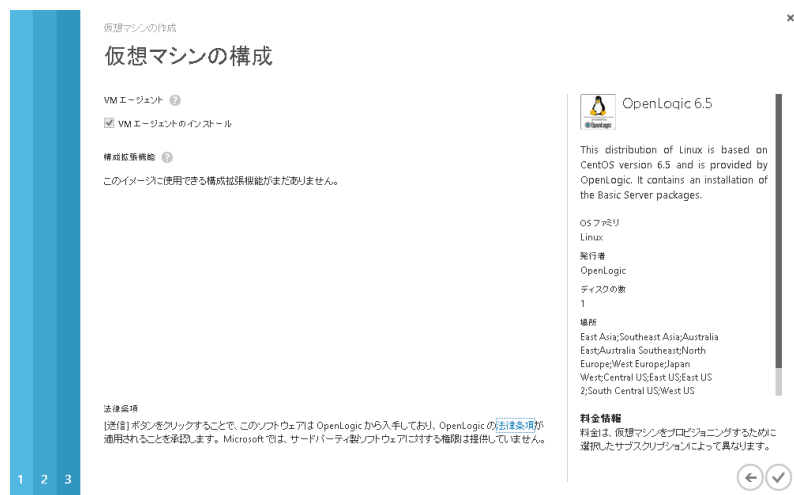 仮想マシンの作成
仮想マシンの構成
VM エージェント ?
VM エージェントのインストール
構成拡張機能 ?
このイメージに使用できる構成拡張機能がまだありません。
法律条項
[送信] ボタンをクリックすることで、このソフトウェアは OpenLogic から入手しており、OpenLogic の法律条項が
適用されることを承認します。Microsoft では、サードパーティ製ソフトウェアに対する権限は提供していません。
OpenLogic 6.5
OpenLogic
This distribution of Linux is based on
CentOS version 6.5 and is provided by
OpenLogic. It contains an installation of
the Basic Server packages.
OS ファミリ
Linux
発行者
OpenLogic
ディスクの数
1
場所
East Asia;Southeast Asia;Australia
East;Australia Southeast;North
Europe;West Europe;Japan
West;Central US;East US;East US
2;South Central US;West US
料金情報
料金は、仮想マシンをプロビジョニングするために
選択したサブスクリプションによって異なります。
1 2 3